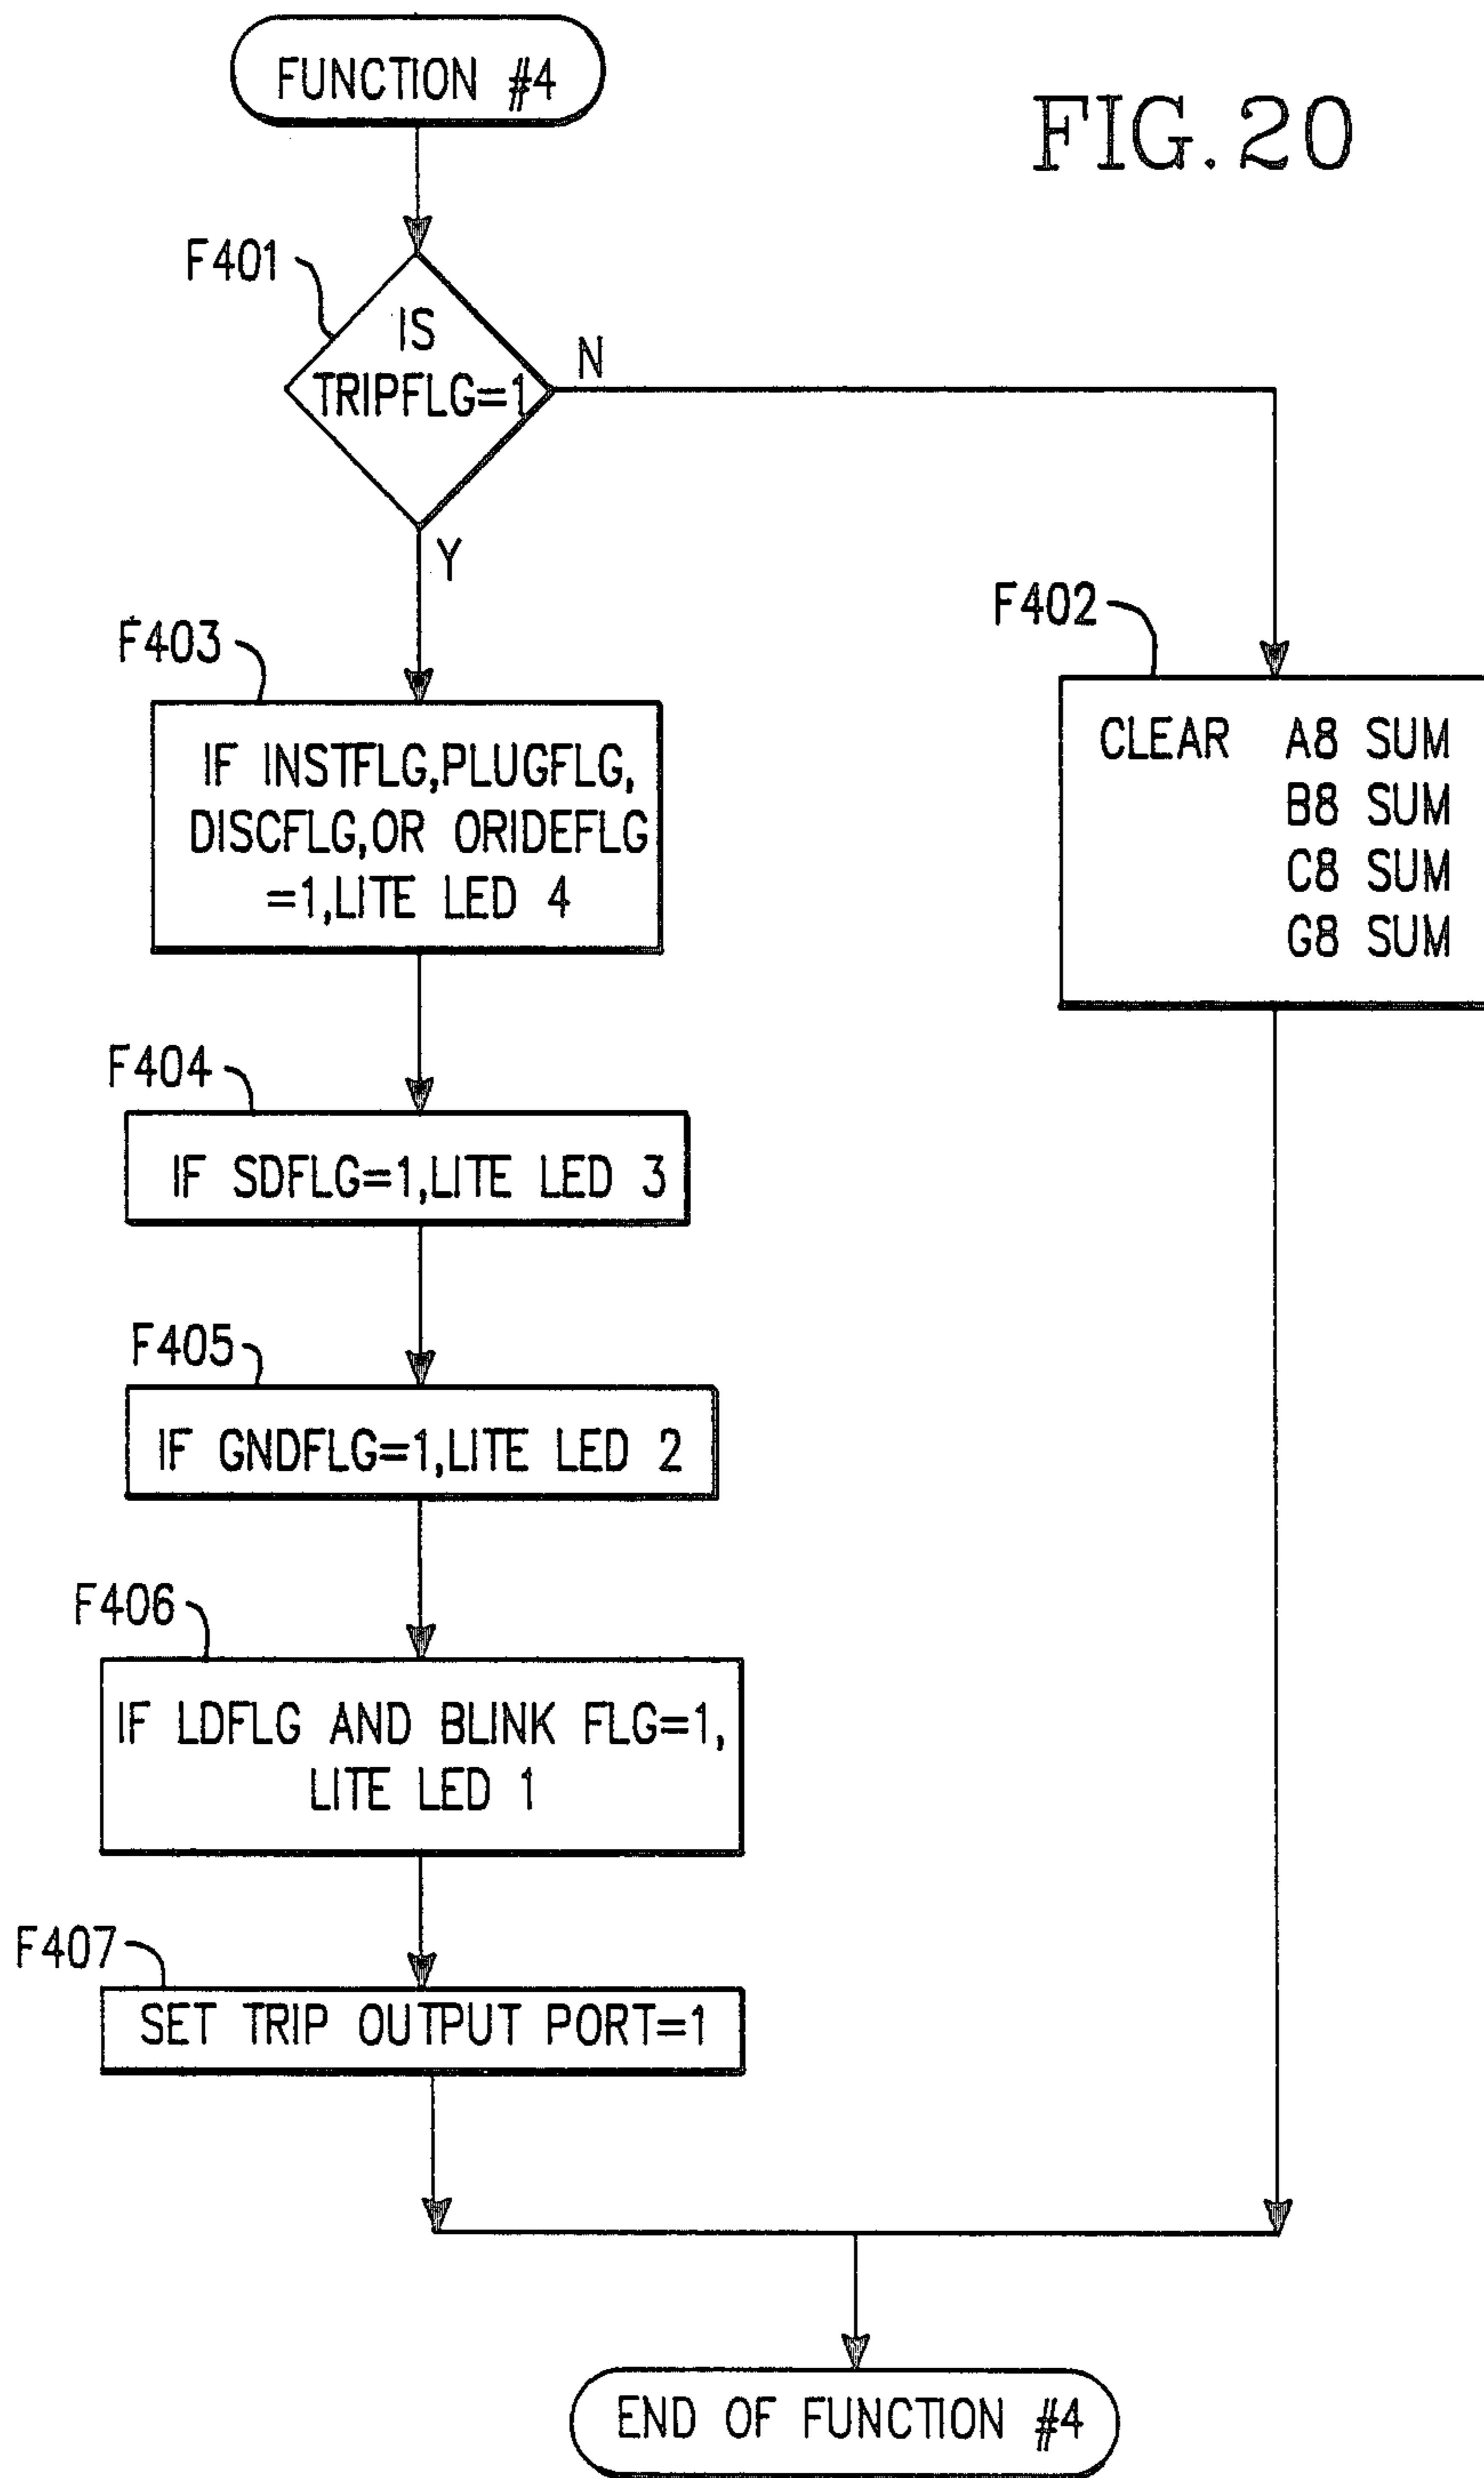 FUNCTION #4
FIG. 20
F401
IS
TRIPFLG=1
N
Y
F402
CLEAR A8 SUM
B8 SUM
C8 SUM
G8 SUM
F403
IF INSTFLG,PLUGFLG,
DISCFLG,OR ORIDEFLG
=1,LITE LED 4
F404
IF SDFLG=1,LITE LED 3
F405
IF GNDFLG=1,LITE LED 2
F406
IF LDFLG AND BLINK FLG=1,
LITE LED 1
F407
SET TRIP OUTPUT PORT=1
END OF FUNCTION #4